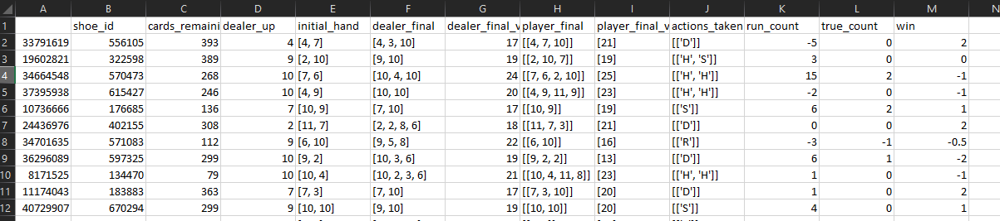 A B C D E F G H I J K L M N
1 shoe_id cards_remaini dealer_up initial_hand dealer_final dealer_final_v player_final player_final_v actions_taken run_count true_count win
2 33791619 556105 393 4 [4, 7] [4, 3, 10] 17 [[4, 7, 10]] [21] [['D']] -5 0 2
3 19602821 322598 389 9 [2, 10] [9, 10] 19 [[2, 10, 7]] [19] [['H', 'S']] 3 0 0
4 34664548 570473 268 10 [7, 6] [10, 4, 10] 24 [[7, 6, 2, 10]] [25] [['H', 'H']] 15 2 -1
5 37395938 615427 246 10 [4, 9] [10, 10] 20 [[4, 9, 11, 9]] [23] [['H', 'H']] -2 0 -1
6 10736666 176685 136 7 [10, 9] [7, 10] 17 [[10, 9]] [19] [['S']] 6 2 1
7 24436976 402155 308 2 [11, 7] [2, 2, 8, 6] 18 [[11, 7, 3]] [21] [['D']] 0 0 2
8 34701635 571083 112 9 [6, 10] [9, 5, 8] 22 [[6, 10]] [16] [['R']] -3 -1 -0.5
9 36296089 597325 299 10 [9, 2] [10, 3, 6] 19 [[9, 2, 2]] [13] [['D']] 6 1 -2
10 8171525 134470 79 10 [10, 4] [10, 2, 3, 6] 21 [[10, 4, 11, 8]] [23] [['H', 'H']] 1 0 -1
11 11174043 183883 363 7 [7, 3] [7, 10] 17 [[7, 3, 10]] [20] [['D']] 1 0 2
12 40729907 670294 299 9 [10, 10] [9, 10] 19 [[10, 10]] [20] [['S']] 4 0 1